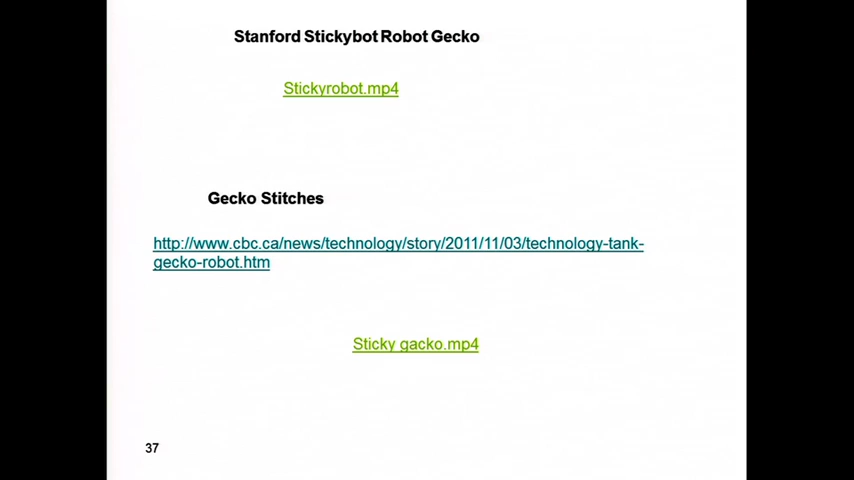 Stanford Stickybot Robot Gecko
Stickyrobot.mp4
Gecko Stitches
http://www.cbc.ca/news/technology/story/2011/11/03/technology-tank-
gecko-robot.htm
Sticky gacko.mp4
37